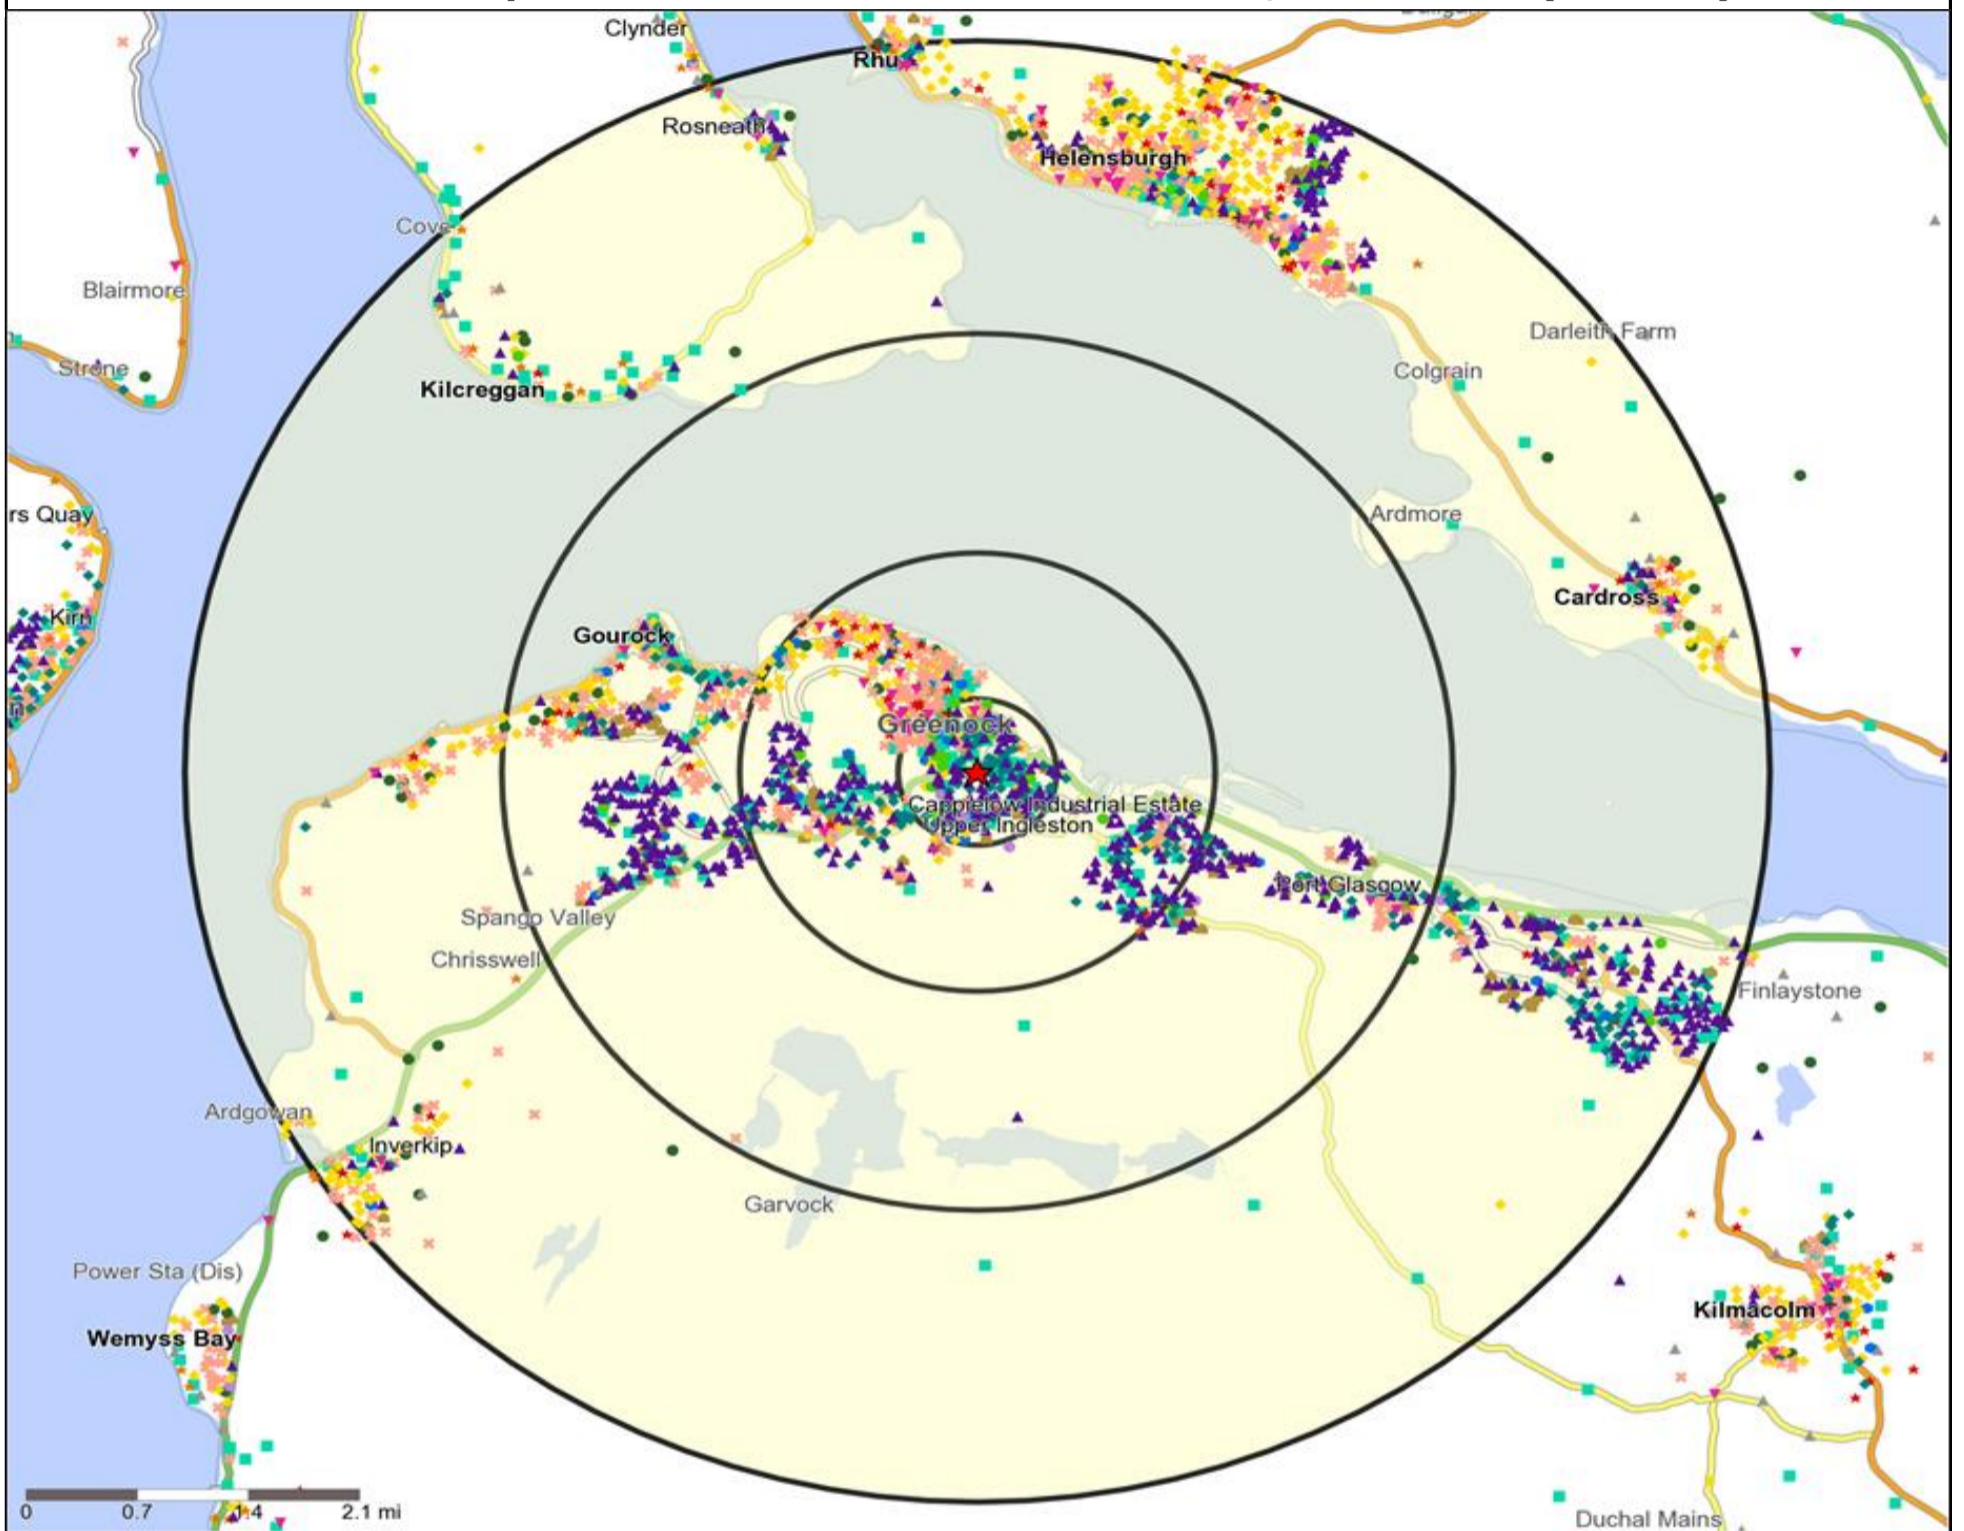 Clynder
Rhu
Rosneath
Helensburgh
Cove
Blairmore
Darleith Farm
Strone
Colgrain
Kilcreggan
rs Quay
Ardmore
Cardross
Kirn
Gourock
Greenock
Cappielow Industrial Estate
Upper Ingleston
Port Glasgow
Spango Valley
Chrisswell
Finlaystone
Ardgowan
Inverkip
Garvock
Power Sta (Dis)
Kilmacolm
Wemyss Bay
0 0.7 1.4 2.1 mi
Duchal Mains